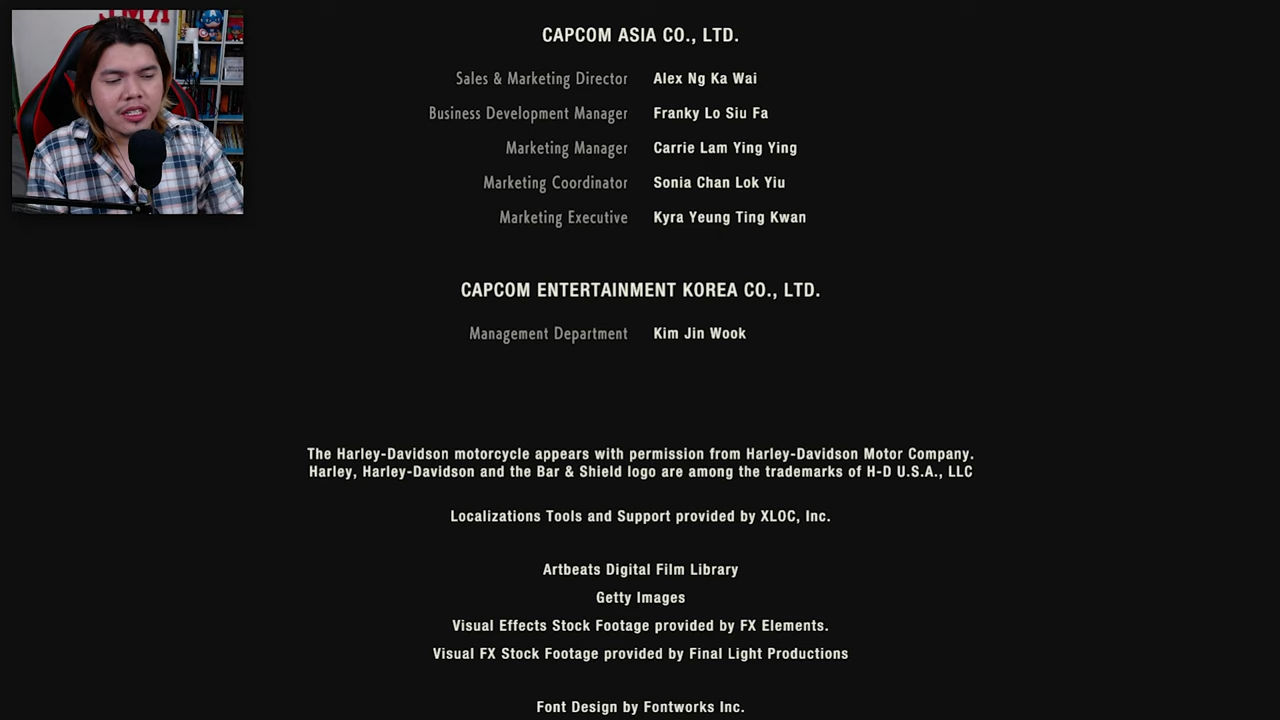 CAPCOM ASIA CO., LTD.
Sales & Marketing Director Alex Ng Ka Wai
Business Development Manager Franky Lo Siu Fa
Marketing Manager Carrie Lam Ying Ying
Marketing Coordinator Sonia Chan Lok Yiu
Marketing Executive Kyra Yeung Ting Kwan
CAPCOM ENTERTAINMENT KOREA CO., LTD.
Management Department Kim Jin Wook
The Harley-Davidson motorcycle appears with permission from Harley-Davidson Motor Company.
Harley, Harley-Davidson and the Bar & Shield logo are among the trademarks of H-D U.S.A., LLC
Localizations Tools and Support provided by XLOC, Inc.
Artbeats Digital Film Library
Getty Images
Visual Effects Stock Footage provided by FX Elements.
Visual FX Stock Footage provided by Final Light Productions
Font Design by Fontworks Inc.